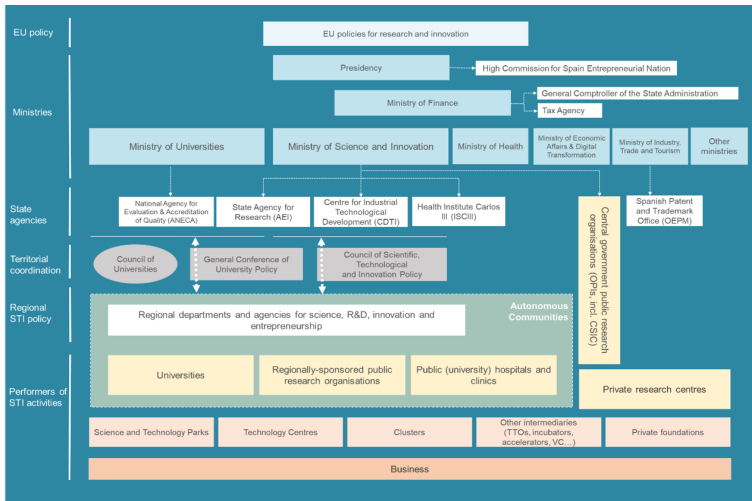 EU policy
EU policies for research and innovation
Presidency
High Commission for Spain Entrepreneurial Nation
Ministries
Ministry of Finance
General Comptroller of the State Administration
Tax Agency
Ministry of Universities
Ministry of Science and Innovation
Ministry of Health
Ministry of Economic
Affairs & Digital
Transformation
Ministry of Industry,
Trade and Tourism
Other
ministries
State
agencies
National Agency for
Evaluation & Accreditation
of Quality (ANECA)
State Agency for
Research (AEI)
Centre for Industrial
Technological
Development (CDTI)
Health Institute Carlos
III (ISCIII)
Central government public research
organisations (OPIs, incl. CSIC)
Spanish Patent
and Trademark
Office (OEPM)
Territorial
coordination
Council of
Universities
General Conference of
University Policy
Council of Scientific,
Technological
and Innovation Policy
Regional
STI policy
Autonomous
Communities
Regional departments and agencies for science, R&D, innovation and
entrepreneurship
Performers of
STI activities
Universities
Regionally-sponsored public
research organisations
Public (university) hospitals and
clinics
Private research centres
Science and Technology Parks
Technology Centres
Clusters
Other intermediaries
(TTOs, incubators,
accelerators, VC…)
Private foundations
Business